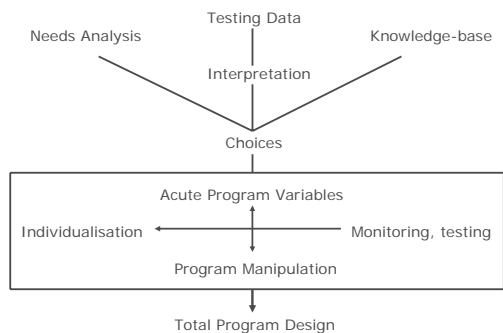 Testing Data
Needs Analysis
Knowledge-base
Interpretation
Choices
Acute Program Variables
Individualisation
Monitoring, testing
Program Manipulation
Total Program Design